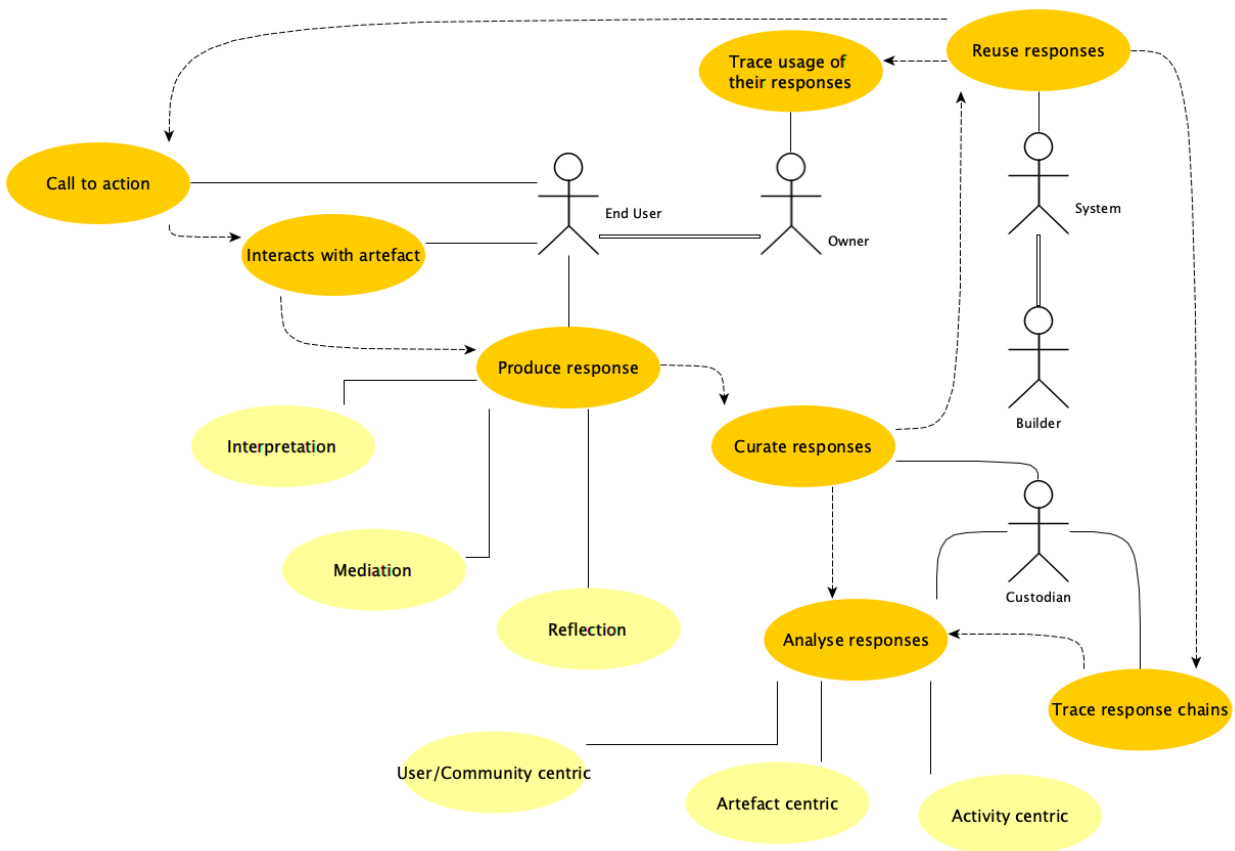 Reuse responses
Trace usage of
their responses
Call to action
End User
System
Owner
Interacts with artefact
Produce response
Builder
Interpretation
Curate responses
Mediation
Custodian
Reflection
Analyse responses
Trace response chains
User/Community centric
Artefact centric
Activity centric